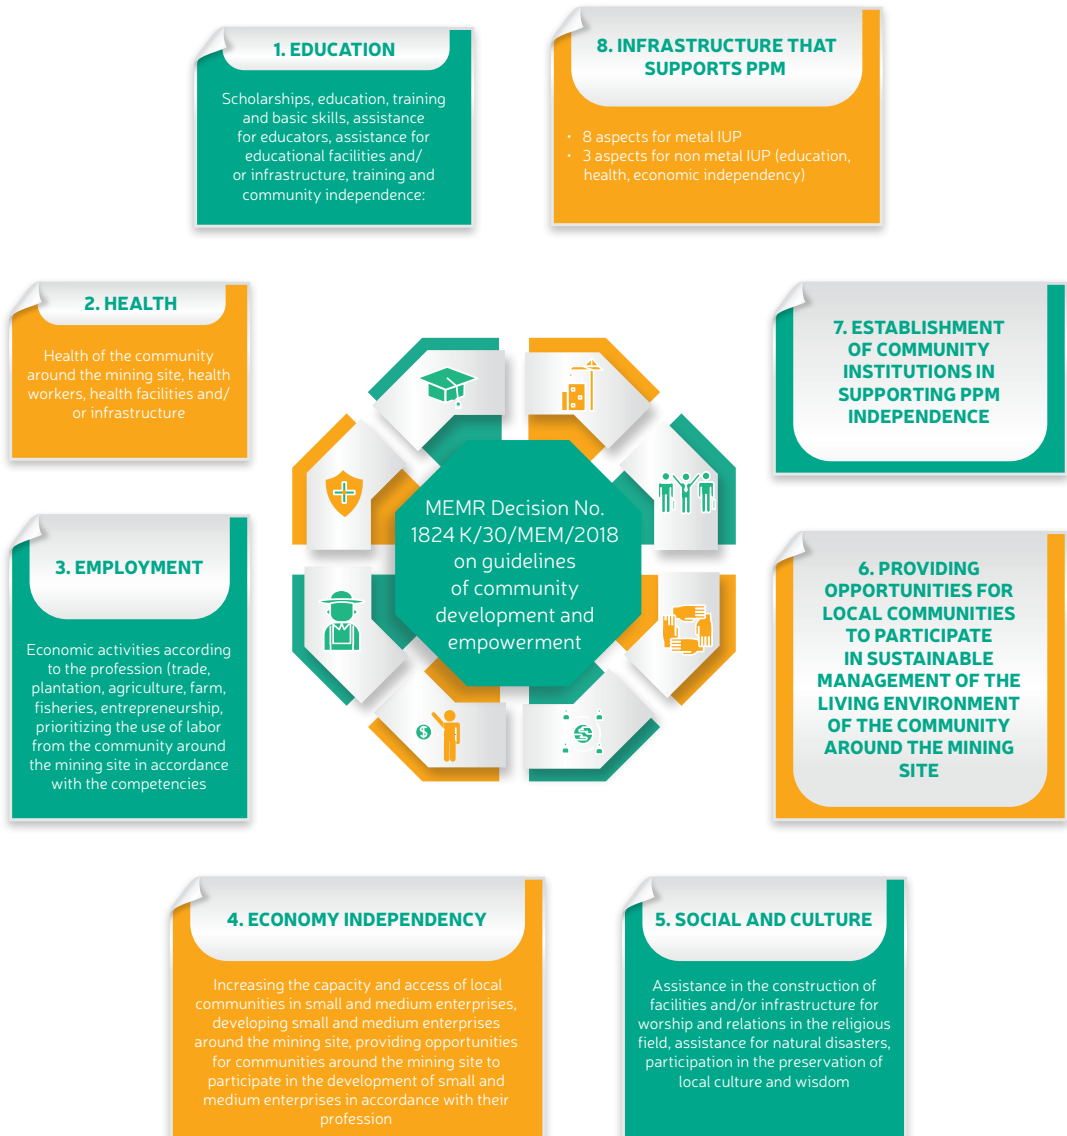 1. EDUCATION
Scholarships, education, training
and basic skills, assistance
for educators, assistance for
educational facilities and/
or infrastructure, training and
community independence:
8. INFRASTRUCTURE THAT
SUPPORTS PPM
• 8 aspects for metal IUP
• 3 aspects for non metal IUP (education,
health, economic independency)
2. HEALTH
Health of the community
around the mining site, health
workers, health facilities and/
or infrastructure
7. ESTABLISHMENT
OF COMMUNITY
INSTITUTIONS IN
SUPPORTING PPM
INDEPENDENCE
MEMR Decision No.
1824 K/30/MEM/2018
on guidelines
of community
development and
empowerment
3. EMPLOYMENT
Economic activities according
to the profession (trade,
plantation, agriculture, farm,
fisheries, entrepreneurship,
prioritizing the use of labor
from the community around
the mining site in accordance
with the competencies
6. PROVIDING
OPPORTUNITIES FOR
LOCAL COMMUNITIES
TO PARTICIPATE
IN SUSTAINABLE
MANAGEMENT OF THE
LIVING ENVIRONMENT
OF THE COMMUNITY
AROUND THE MINING
SITE
$
4. ECONOMY INDEPENDENCY
Increasing the capacity and access of local
communities in small and medium enterprises,
developing small and medium enterprises
around the mining site, providing opportunities
for communities around the mining site to
participate in the development of small and
medium enterprises in accordance with their
profession
5. SOCIAL AND CULTURE
Assistance in the construction of
facilities and/or infrastructure for
worship and relations in the religious
field, assistance for natural disasters,
participation in the preservation of
local culture and wisdom